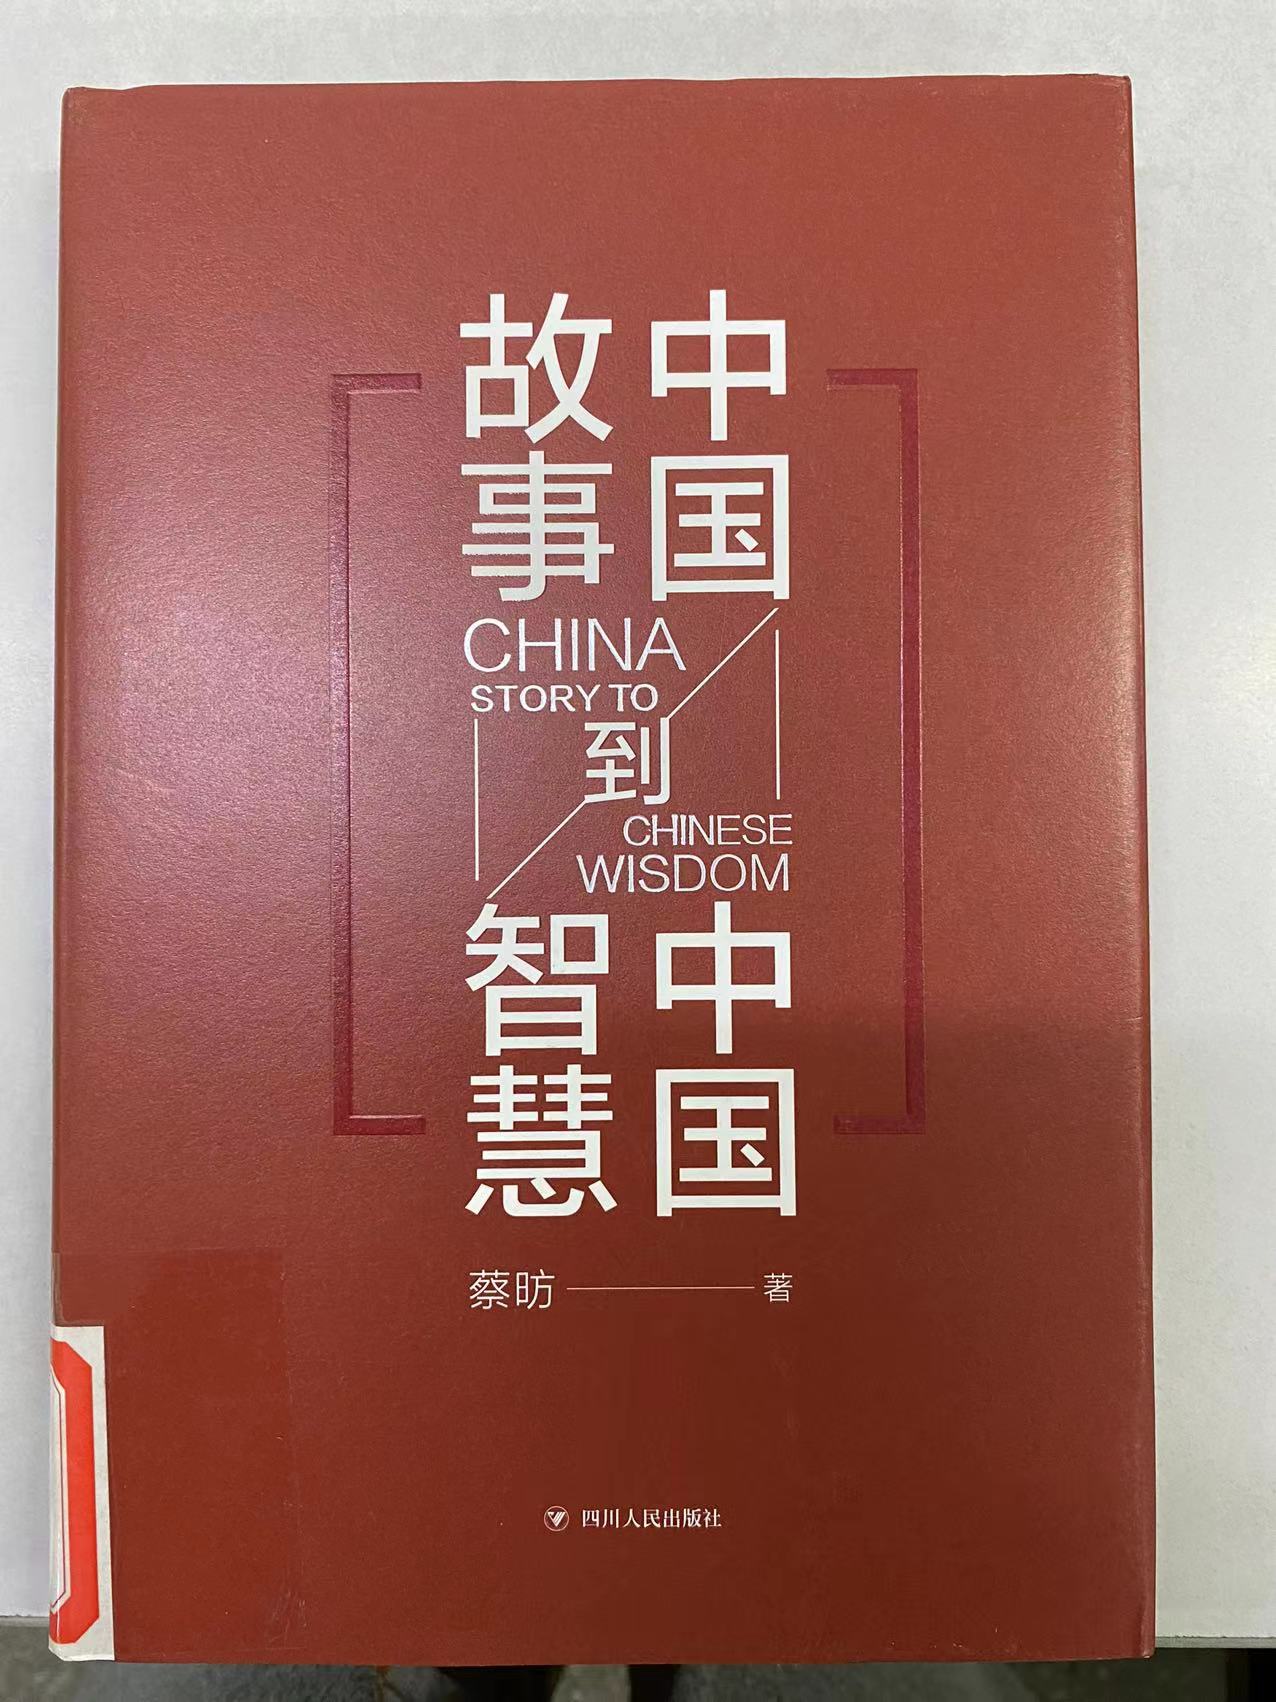 中国
故事
CHINA
STORY TO
到
CHINESE
WISDOM
中国
智慧
蔡昉 著
四川人民出版社